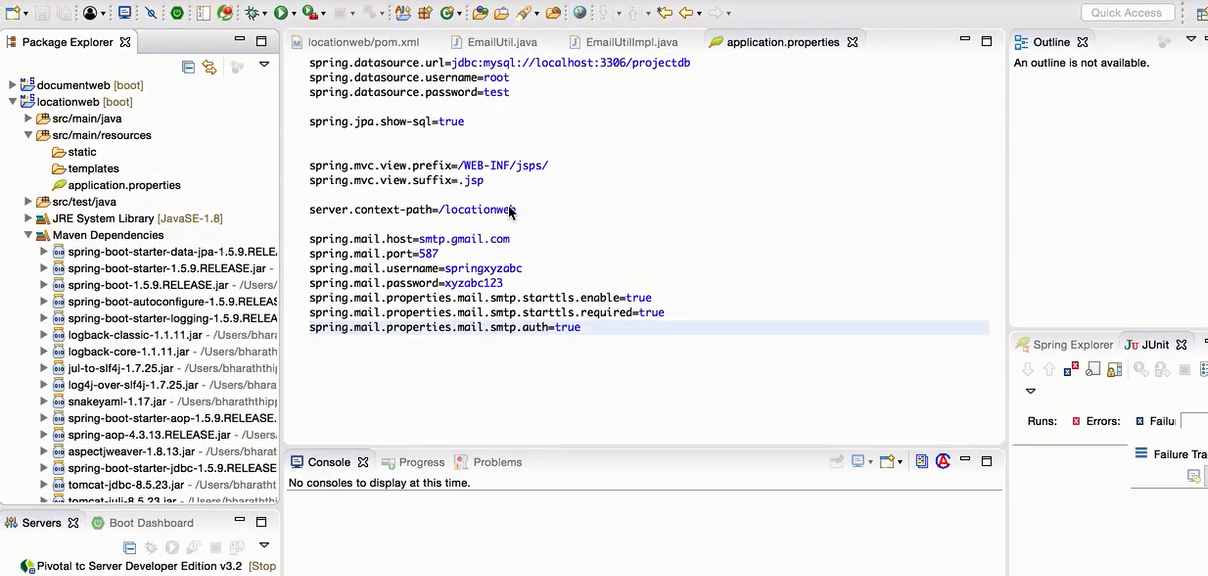 Quick Access
Package Explorer
documentweb [boot]
locationweb [boot]
src/main/java
src/main/resources
static
templates
application.properties
src/test/java
JRE System Library [JavaSE-1.8]
Maven Dependencies
spring-boot-starter-data-jpa-1.5.9.RELE
spring-boot-starter-1.5.9.RELEASE.jar -
spring-boot-1.5.9.RELEASE.jar - /Users/
spring-boot-autoconfigure-1.5.9.RELEAS
spring-boot-starter-logging-1.5.9.RELEA
logback-classic-1.1.11.jar - /Users/bhara
logback-core-1.1.11.jar - /Users/bharath
jul-to-slf4j-1.7.25.jar - /Users/bharaththi
log4j-over-slf4j-1.7.25.jar - /Users/bhara
snakeyaml-1.17.jar - /Users/bharaththipp
spring-boot-starter-aop-1.5.9.RELEASE.
spring-aop-4.3.13.RELEASE.jar - /Users/
aspectjweaver-1.8.13.jar - /Users/bharat
spring-boot-starter-jdbc-1.5.9.RELEASE
tomcat-jdbc-8.5.23.jar - /Users/bharatht
tomcat-juli-8.5.23.jar - /Users/bharathth
Servers
Boot Dashboard
Pivotal tc Server Developer Edition v3.2 [Stop
locationweb/pom.xml
EmailUtil.java
EmailUtilImpl.java
application.properties
spring.datasource.url=jdbc:mysql://localhost:3306/projectdb
spring.datasource.username=root
spring.datasource.password=test
spring.jpa.show-sql=true
spring.mvc.view.prefix=/WEB-INF/jsps/
spring.mvc.view.suffix=.jsp
server.context-path=/locationweb
spring.mail.host=smtp.gmail.com
spring.mail.port=587
spring.mail.username=springxyzabc
spring.mail.password=xyzabc123
spring.mail.properties.mail.smtp.starttls.enable=true
spring.mail.properties.mail.smtp.starttls.required=true
spring.mail.properties.mail.smtp.auth=true
Console
Progress
Problems
No consoles to display at this time.
Outline
An outline is not available.
Spring Explorer
JUnit
Runs:
Errors:
Failu
Failure Tra